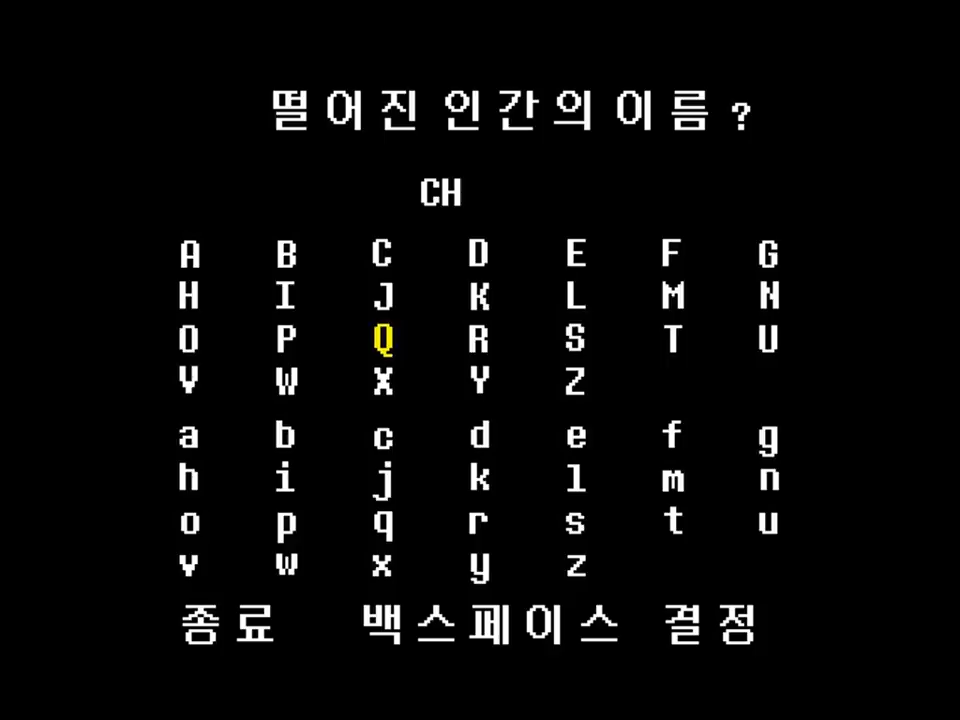 떨어진 인간의 이름?
CH
A B C D E F G
H I J K L M N
O P Q R S T U
V W X Y Z
a b c d e f g
h i j k l m n
o p q r s t u
v w x y z
종료 백스페이스 결정